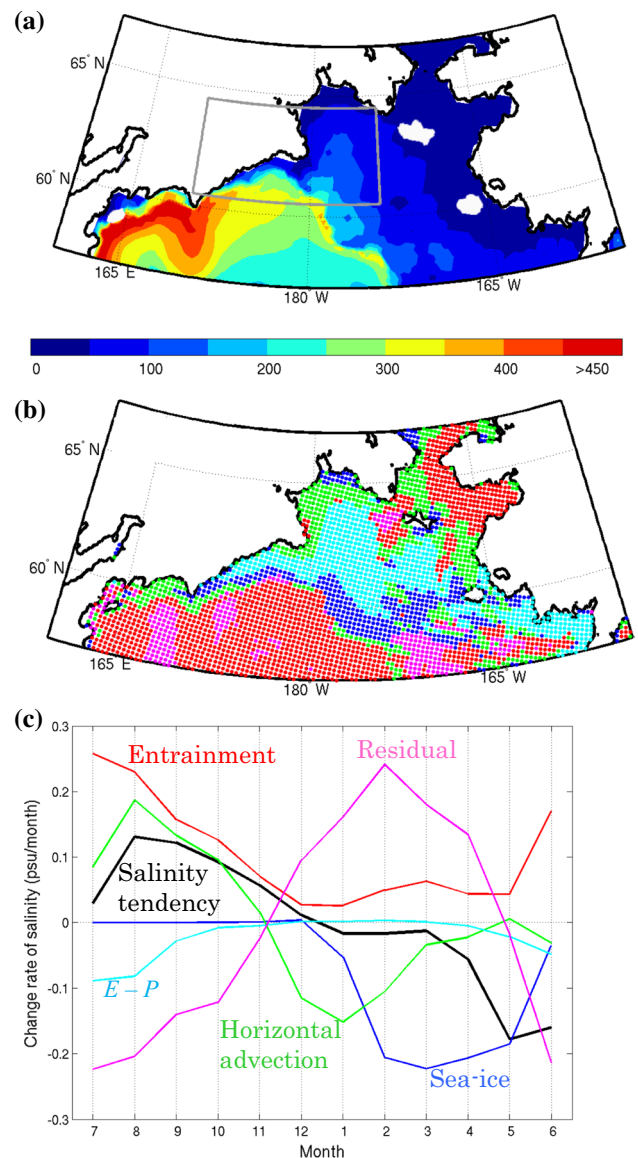 (a)
65° N
60° N
165° E
180° W
165° W
0 100 200 300 400 >450
(b)
65° N
60° N
165° E
180° W
165° W
(c)
0.3
0.2
0.1
0
-0.1
-0.2
-0.3
Change rate of salinity (psu/month)
Entrainment
Residual
Salinity
tendency
E – P
Horizontal
advection
Sea-ice
7 8 9 10 11 12 1 2 3 4 5 6
Month